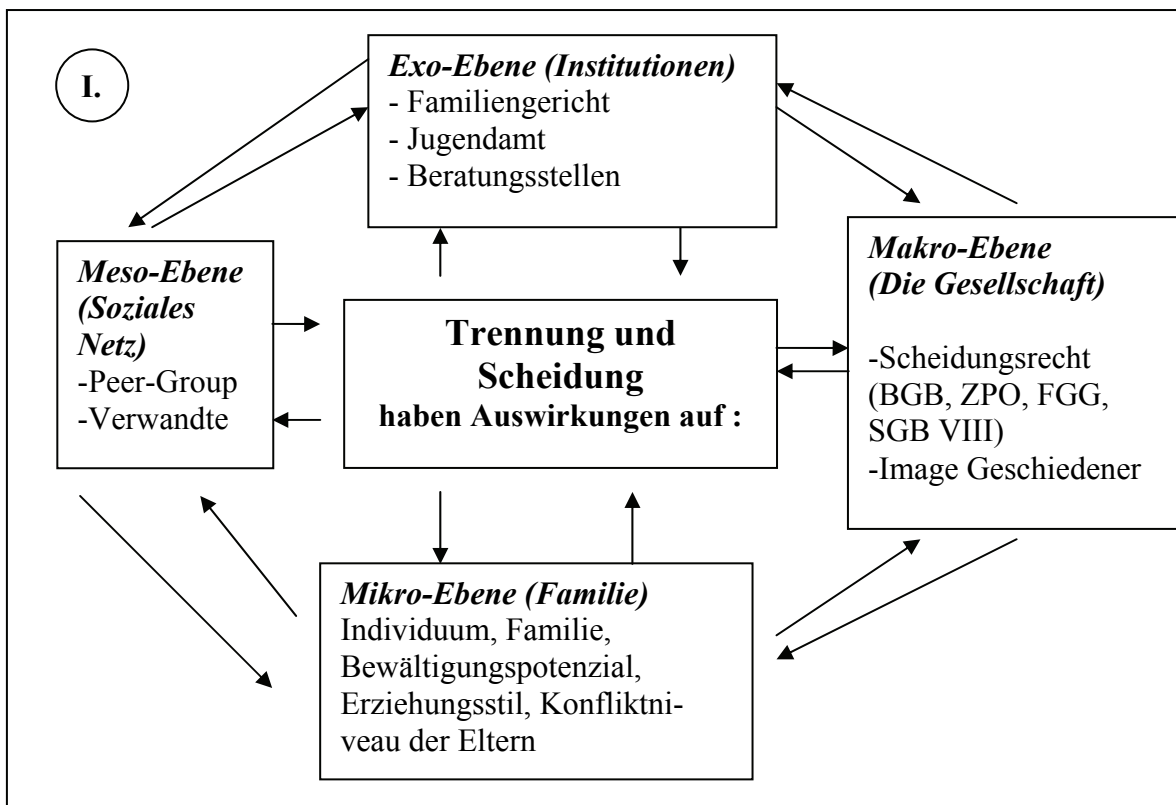 I.
Exo-Ebene (Institutionen)
- Familiengericht
- Jugendamt
- Beratungsstellen
Meso-Ebene
(Soziales
Netz)
-Peer-Group
-Verwandte
Trennung und
Scheidung
haben Auswirkungen auf :
Makro-Ebene
(Die Gesellschaft)
-Scheidungsrecht
(BGB, ZPO, FGG,
SGB VIII)
-Image Geschiedener
Mikro-Ebene (Familie)
Individuum, Familie,
Bewältigungspotenzial,
Erziehungsstil, Konfliktni-
veau der Eltern